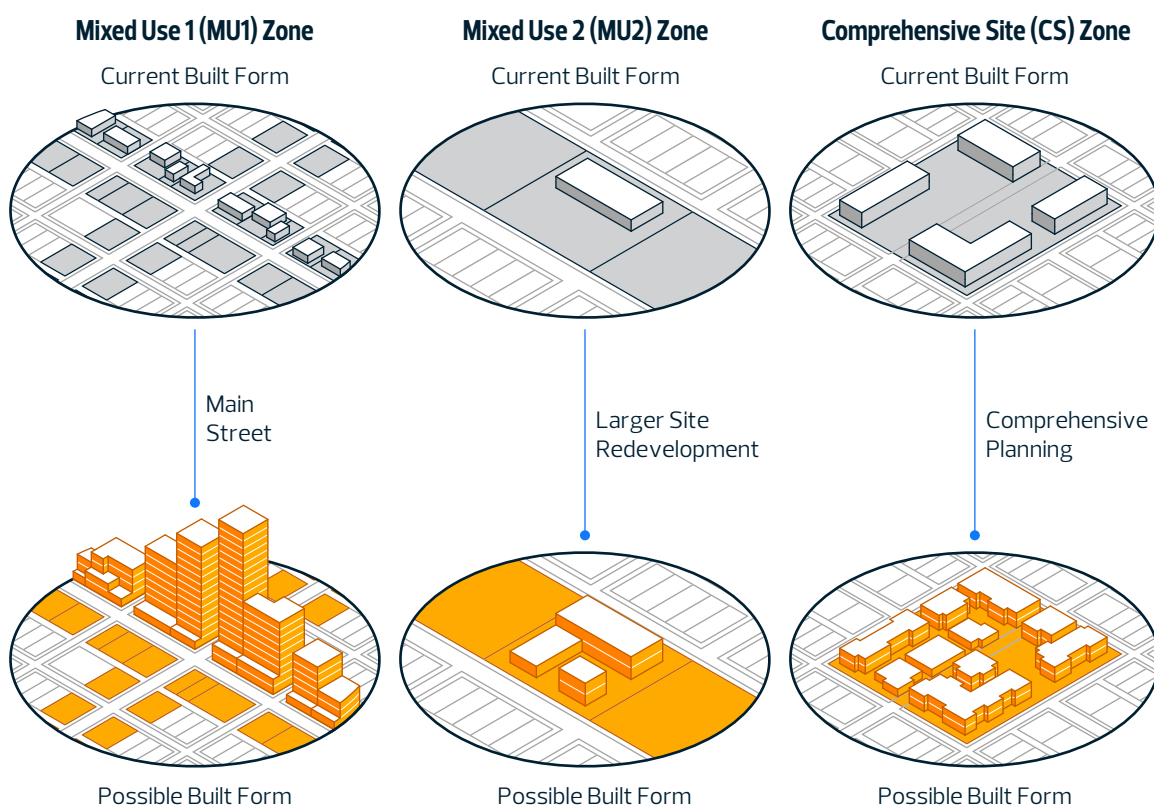 Mixed Use 1 (MU1) Zone
Current Built Form
Main
Street
Possible Built Form
Mixed Use 2 (MU2) Zone
Current Built Form
Larger Site
Redevelopment
Possible Built Form
Comprehensive Site (CS) Zone
Current Built Form
Comprehensive
Planning
Possible Built Form